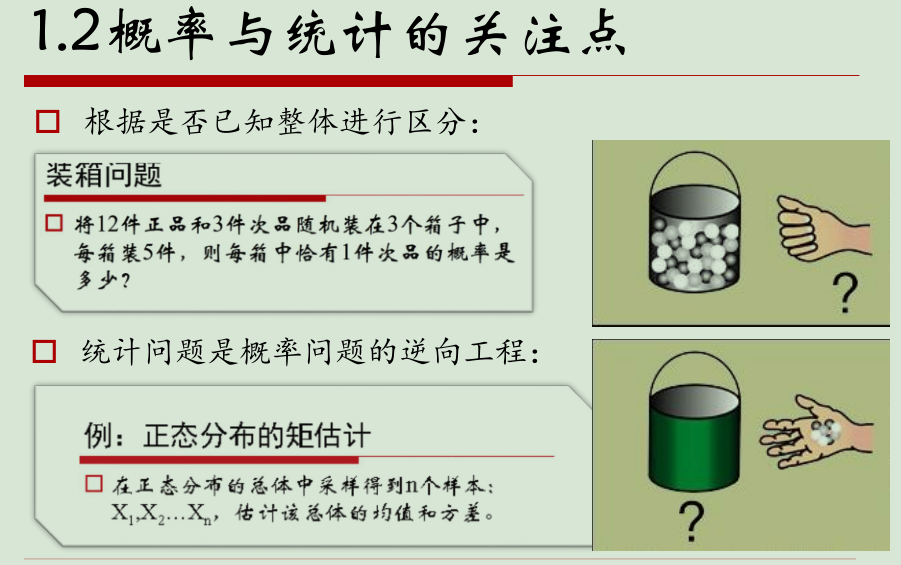 1.2概率与统计的关注点
根据是否已知整体进行区分：
装箱问题
将12件正品和3件次品随机装在3个箱子中，
每箱装5件，则每箱中恰有1件次品的概率是
多少？
?
统计问题是概率问题的逆向工程：
例：正态分布的矩估计
在正态分布的总体中采样得到n个样本：
X₁,X₂…Xₙ，估计该总体的均值和方差。
?